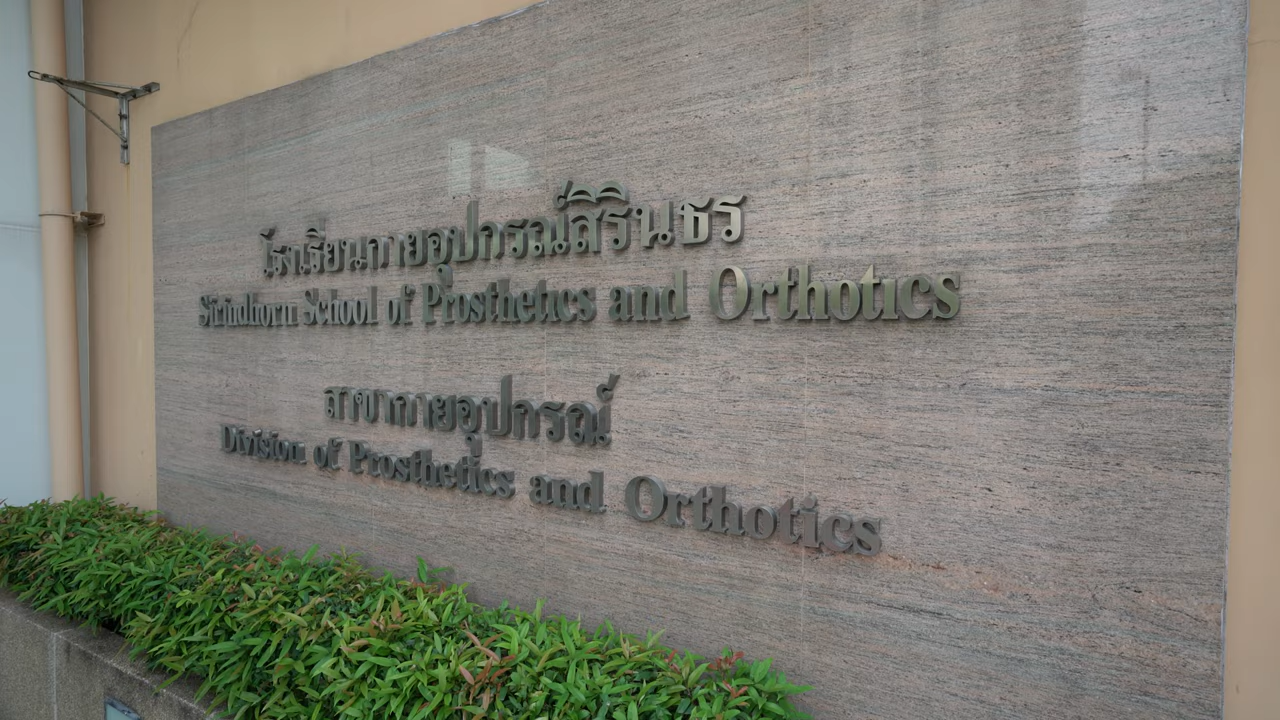 โรงเรียนกายอุปกรณ์สิรินธร
Sirindhorn School of Prosthetics and Orthotics
สาขากายอุปกรณ์
Division of Prosthetics and Orthotics